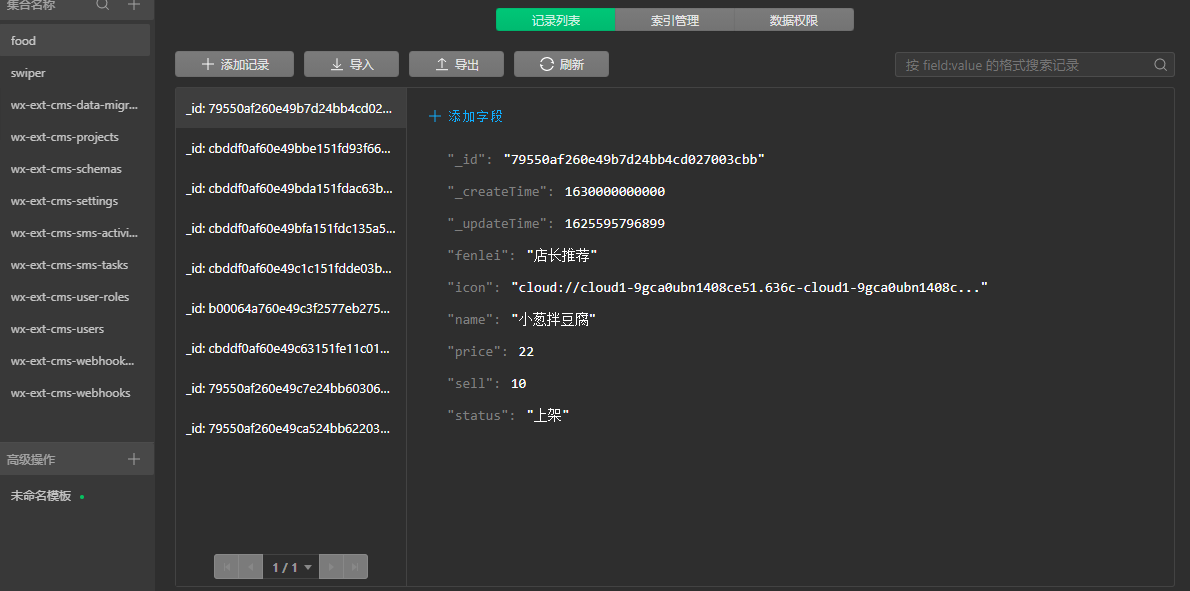 集合名称
food
swiper
wx-ext-cms-data-migr...
wx-ext-cms-projects
wx-ext-cms-schemas
wx-ext-cms-settings
wx-ext-cms-sms-activi...
wx-ext-cms-sms-tasks
wx-ext-cms-user-roles
wx-ext-cms-users
wx-ext-cms-webhook...
wx-ext-cms-webhooks
高级操作
未命名模板
记录列表 索引管理 数据权限
添加记录 导入 导出 刷新 按 field:value 的格式搜索记录
_id: 79550af260e49b7d24bb4cd02...
_id: cbddf0af60e49bbe151fd93f66...
_id: cbddf0af60e49bda151fdac63b...
_id: cbddf0af60e49bfa151fdc135a5...
_id: cbddf0af60e49c1c151fdde03b...
_id: b00064a760e49c3f2577eb275...
_id: cbddf0af60e49c63151fe11c01...
_id: 79550af260e49c7e24bb60306...
_id: 79550af260e49ca524bb62203...
1 / 1
添加字段
"_id": "79550af260e49b7d24bb4cd027003cbb"
"_createTime": 1630000000000
"_updateTime": 1625595796899
"fenlei": "店长推荐"
"icon": "cloud://cloud1-9gca0ubn1408ce51.636c-cloud1-9gca0ubn1408c..."
"name": "小葱拌豆腐"
"price": 22
"sell": 10
"status": "上架"